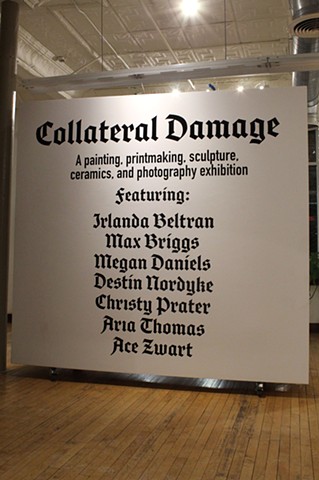 Collateral Damage
A painting, printmaking, sculpture,
ceramics, and photography exhibition
Featuring:
Irlanda Beltran
Max Briggs
Megan Daniels
Destin Nordyke
Christy Prater
Aria Thomas
Ace Zwart